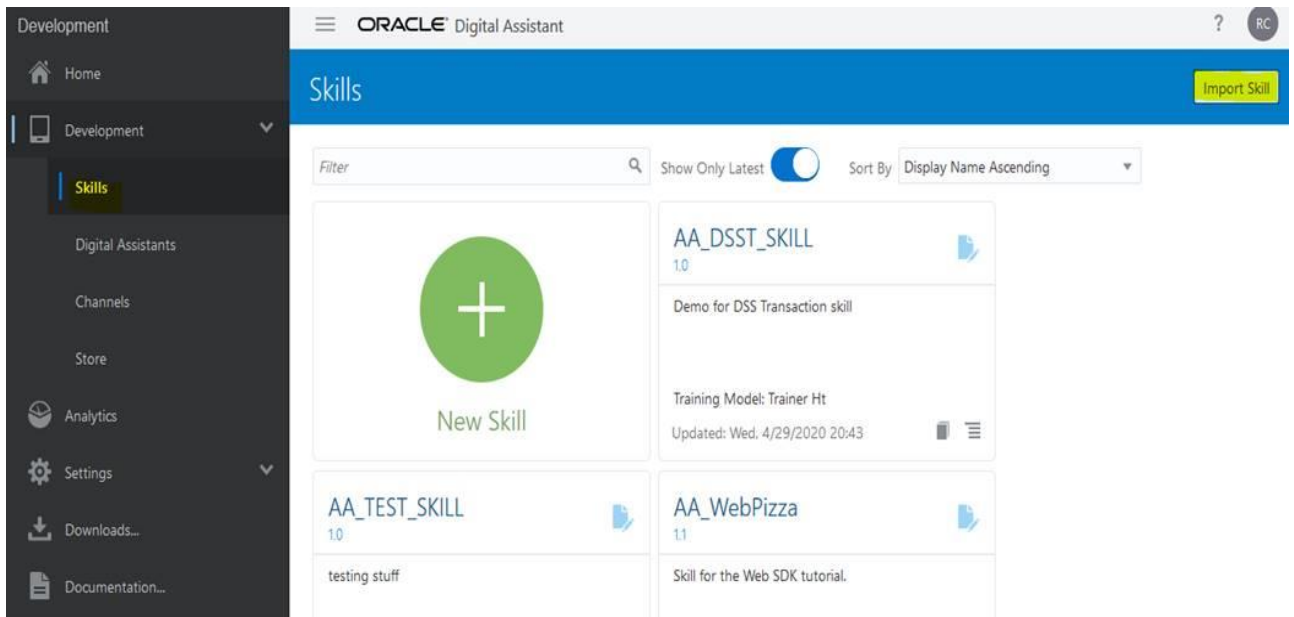 Development
Home
Development
Skills
Digital Assistants
Channels
Store
Analytics
Settings
Downloads...
Documentation...
ORACLE Digital Assistant
?
RC
Skills
Import Skill
Filter
Show Only Latest
Sort By Display Name Ascending
New Skill
AA_DSST_SKILL
1.0
Demo for DSS Transaction skill
Training Model: Trainer Ht
Updated: Wed, 4/29/2020 20:43
AA_TEST_SKILL
1.0
testing stuff
AA_WebPizza
1.1
Skill for the Web SDK tutorial.